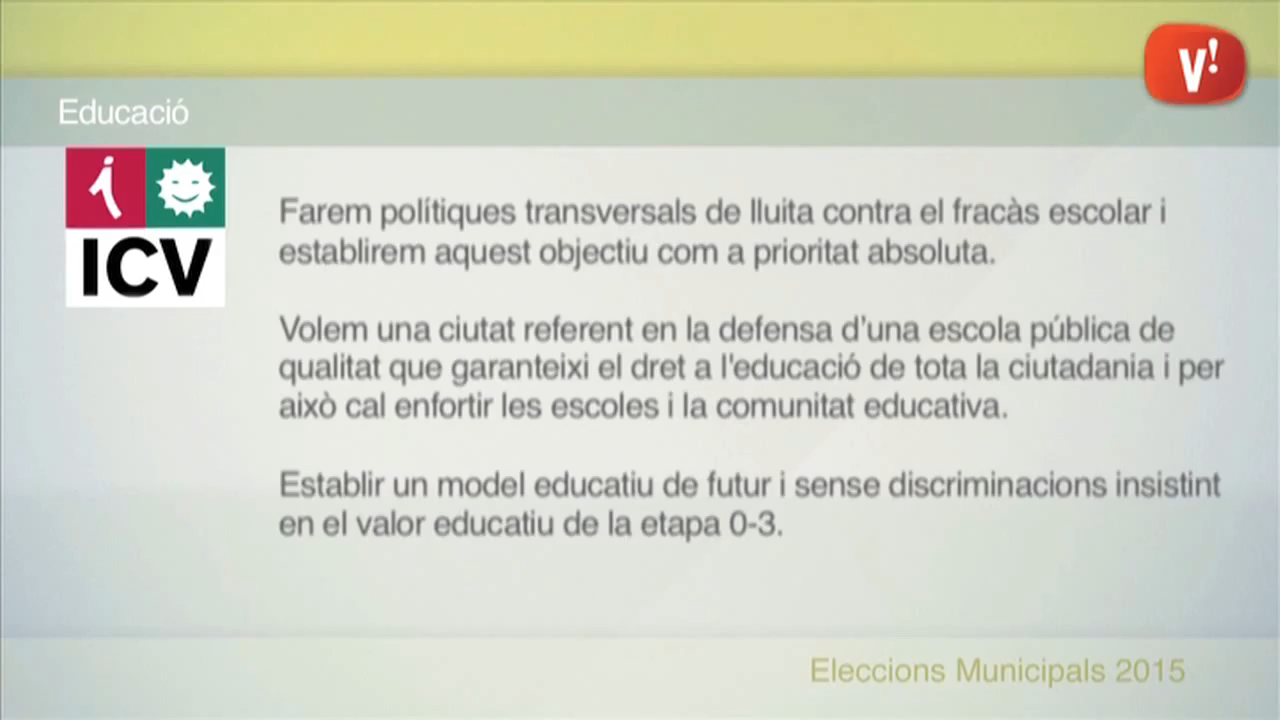 V!
Educació
ICV
Farem polítiques transversals de lluita contra el fracàs escolar i
establirem aquest objectiu com a prioritat absoluta.
Volem una ciutat referent en la defensa d’una escola pública de
qualitat que garanteixi el dret a l'educació de tota la ciutadania i per
això cal enfortir les escoles i la comunitat educativa.
Establir un model educatiu de futur i sense discriminacions insistint
en el valor educatiu de la etapa 0-3.
Eleccions Municipals 2015